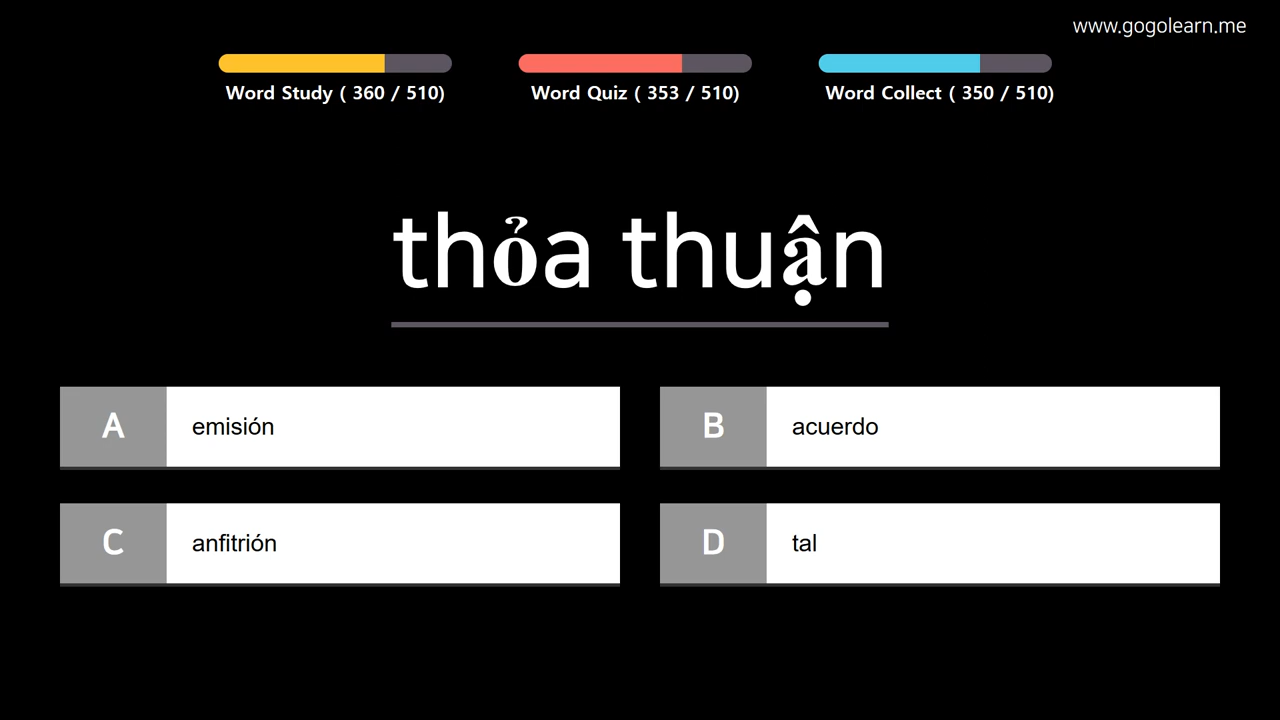 www.gogolearn.me
Word Study ( 360 / 510)
Word Quiz ( 353 / 510)
Word Collect ( 350 / 510)
thỏa thuận
A emisión
B acuerdo
C anfitrión
D tal